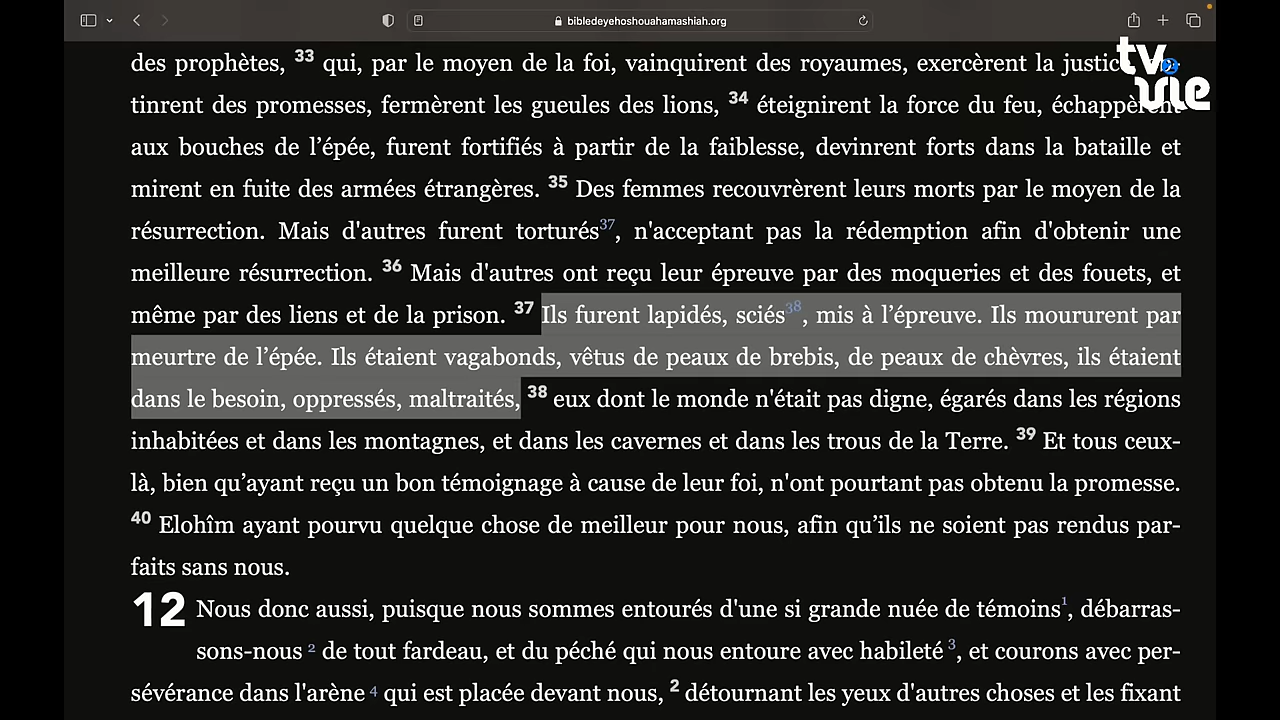 bibledeyehoshouahamashiah.org
tv
vie
des prophètes, 33 qui, par le moyen de la foi, vainquirent des royaumes, exercèrent la justice,
tinrent des promesses, fermèrent les gueules des lions, 34 éteignirent la force du feu, échappèrent
aux bouches de l’épée, furent fortifiés à partir de la faiblesse, devinrent forts dans la bataille et
mirent en fuite des armées étrangères. 35 Des femmes recouvrèrent leurs morts par le moyen de la
résurrection. Mais d'autres furent torturés37, n'acceptant pas la rédemption afin d'obtenir une
meilleure résurrection. 36 Mais d'autres ont reçu leur épreuve par des moqueries et des fouets, et
même par des liens et de la prison. 37 Ils furent lapidés, sciés38, mis à l’épreuve. Ils moururent par
meurtre de l’épée. Ils étaient vagabonds, vêtus de peaux de brebis, de peaux de chèvres, ils étaient
dans le besoin, oppressés, maltraités, 38 eux dont le monde n'était pas digne, égarés dans les régions
inhabitées et dans les montagnes, et dans les cavernes et dans les trous de la Terre. 39 Et tous ceux-
là, bien qu’ayant reçu un bon témoignage à cause de leur foi, n'ont pourtant pas obtenu la promesse.
40 Elohîm ayant pourvu quelque chose de meilleur pour nous, afin qu’ils ne soient pas rendus par-
faits sans nous.
12 Nous donc aussi, puisque nous sommes entourés d'une si grande nuée de témoins1, débarras-
sons-nous 2 de tout fardeau, et du péché qui nous entoure avec habileté 3, et courons avec per-
sévérance dans l'arène 4 qui est placée devant nous, 2 détournant les yeux d'autres choses et les fixant